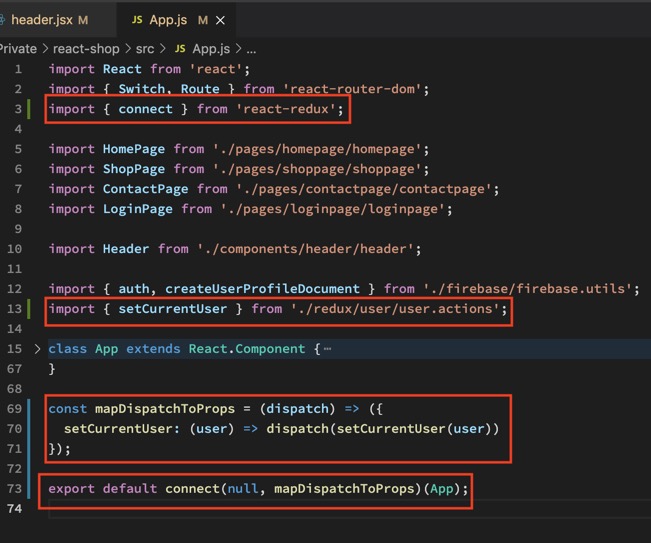 header.jsx M
JS App.js M ×
Private > react-shop > src > JS App.js > ...
1 import React from 'react';
2 import { Switch, Route } from 'react-router-dom';
3 import { connect } from 'react-redux';
4
5 import HomePage from './pages/homepage/homepage';
6 import ShopPage from './pages/shoppage/shoppage';
7 import ContactPage from './pages/contactpage/contactpage';
8 import LoginPage from './pages/loginpage/loginpage';
9
10 import Header from './components/header/header';
11
12 import { auth, createUserProfileDocument } from './firebase/firebase.utils';
13 import { setCurrentUser } from './redux/user/user.actions';
14
15 > class App extends React.Component {⋯
67 }
68
69 const mapDispatchToProps = (dispatch) => ({
70   setCurrentUser: (user) => dispatch(setCurrentUser(user))
71 });
72
73 export default connect(null, mapDispatchToProps)(App);
74